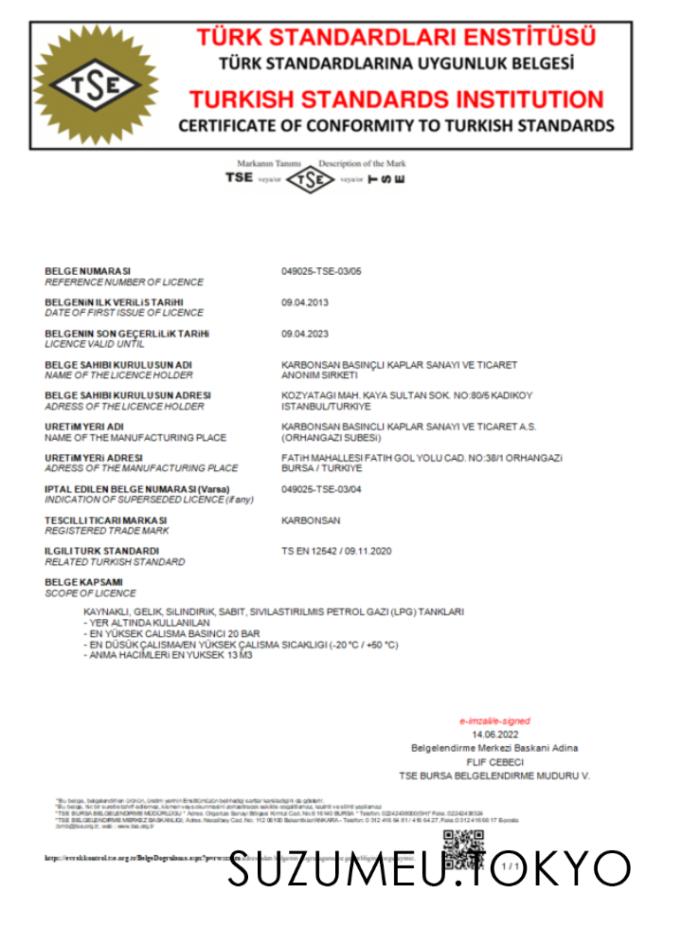 TÜRK STANDARDLARI ENSTİTÜSÜ
TÜRK STANDARDLARINA UYGUNLUK BELGESİ
TURKISH STANDARDS INSTITUTION
CERTIFICATE OF CONFORMITY TO TURKISH STANDARDS
TSE
Markanın Tanımı Description of the Mark
TSE veya/or TSE veya/or TSE
BELGE NUMARASI 049025-TSE-03/05
REFERENCE NUMBER OF LICENCE
BELGENiN ILK VERiLiS TARiHI 09.04.2013
DATE OF FIRST ISSUE OF LICENCE
BELGENIN SON GEÇERLiLiK TARiHi 09.04.2023
LICENCE VALID UNTIL
BELGE SAHIBI KURULUSUN ADI KARBONSAN BASINÇLI KAPLAR SANAYI VE TICARET
NAME OF THE LICENCE HOLDER ANONIM SIRKETI
BELGE SAHIBI KURULUSUN ADRESI KOZYATAGI MAH. KAYA SULTAN SOK. NO:80/5 KADIKOY
ADRESS OF THE LICENCE HOLDER ISTANBUL/TURKIYE
URETiM YERi ADI KARBONSAN BASINCLI KAPLAR SANAYI VE TICARET A.S.
NAME OF THE MANUFACTURING PLACE (ORHANGAZI SUBESi)
URETiM YERi ADRESI FATiH MAHALLESI FATIH GOL YOLU CAD. NO:38/1 ORHANGAZi
ADRESS OF THE MANUFACTURING PLACE BURSA / TURKIYE
IPTAL EDILEN BELGE NUMARASI (Varsa) 049025-TSE-03/04
INDICATION OF SUPERSEDED LICENCE (if any)
TESCILLI TICARI MARKASI KARBONSAN
REGISTERED TRADE MARK
ILGILI TURK STANDARDI TS EN 12542 / 09.11.2020
RELATED TURKISH STANDARD
BELGE KAPSAMI
SCOPE OF LICENCE
KAYNAKLI, GELIK, SiLINDiRiK, SABIT, SIVILASTIRILMIS PETROL GAZI (LPG) TANKLARI
- YER ALTINDA KULLANILAN
- EN YÜKSEK CALISMA BASINCI 20 BAR
- EN DÜSÜK ÇALISMA/EN YÜKSEK ÇALISMA SICAKLIGI (-20 °C / +50 °C)
- ANMA HACIMLERi EN YUKSEK 13 M3
e-imzali/e-signed
14.06.2022
Belgelendirme Merkezi Baskani Adina
FLIF CEBECI
TSE BURSA BELGELENDIRME MUDURU V.
1 / 1
SUZUMEU.TOKYO